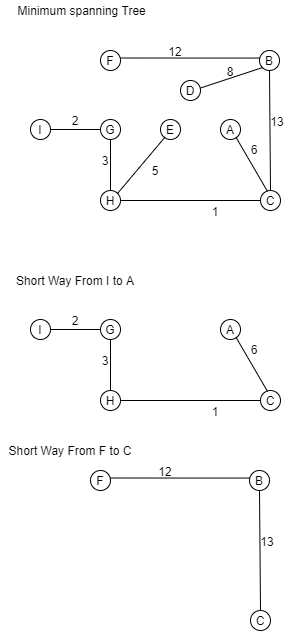 Minimum spanning Tree
F 12 B
8
D
I 2 G E A 13
3 5 6
H 1 C
Short Way From I to A
I 2 G A
3 6
H 1 C
Short Way From F to C
F 12 B
13
C